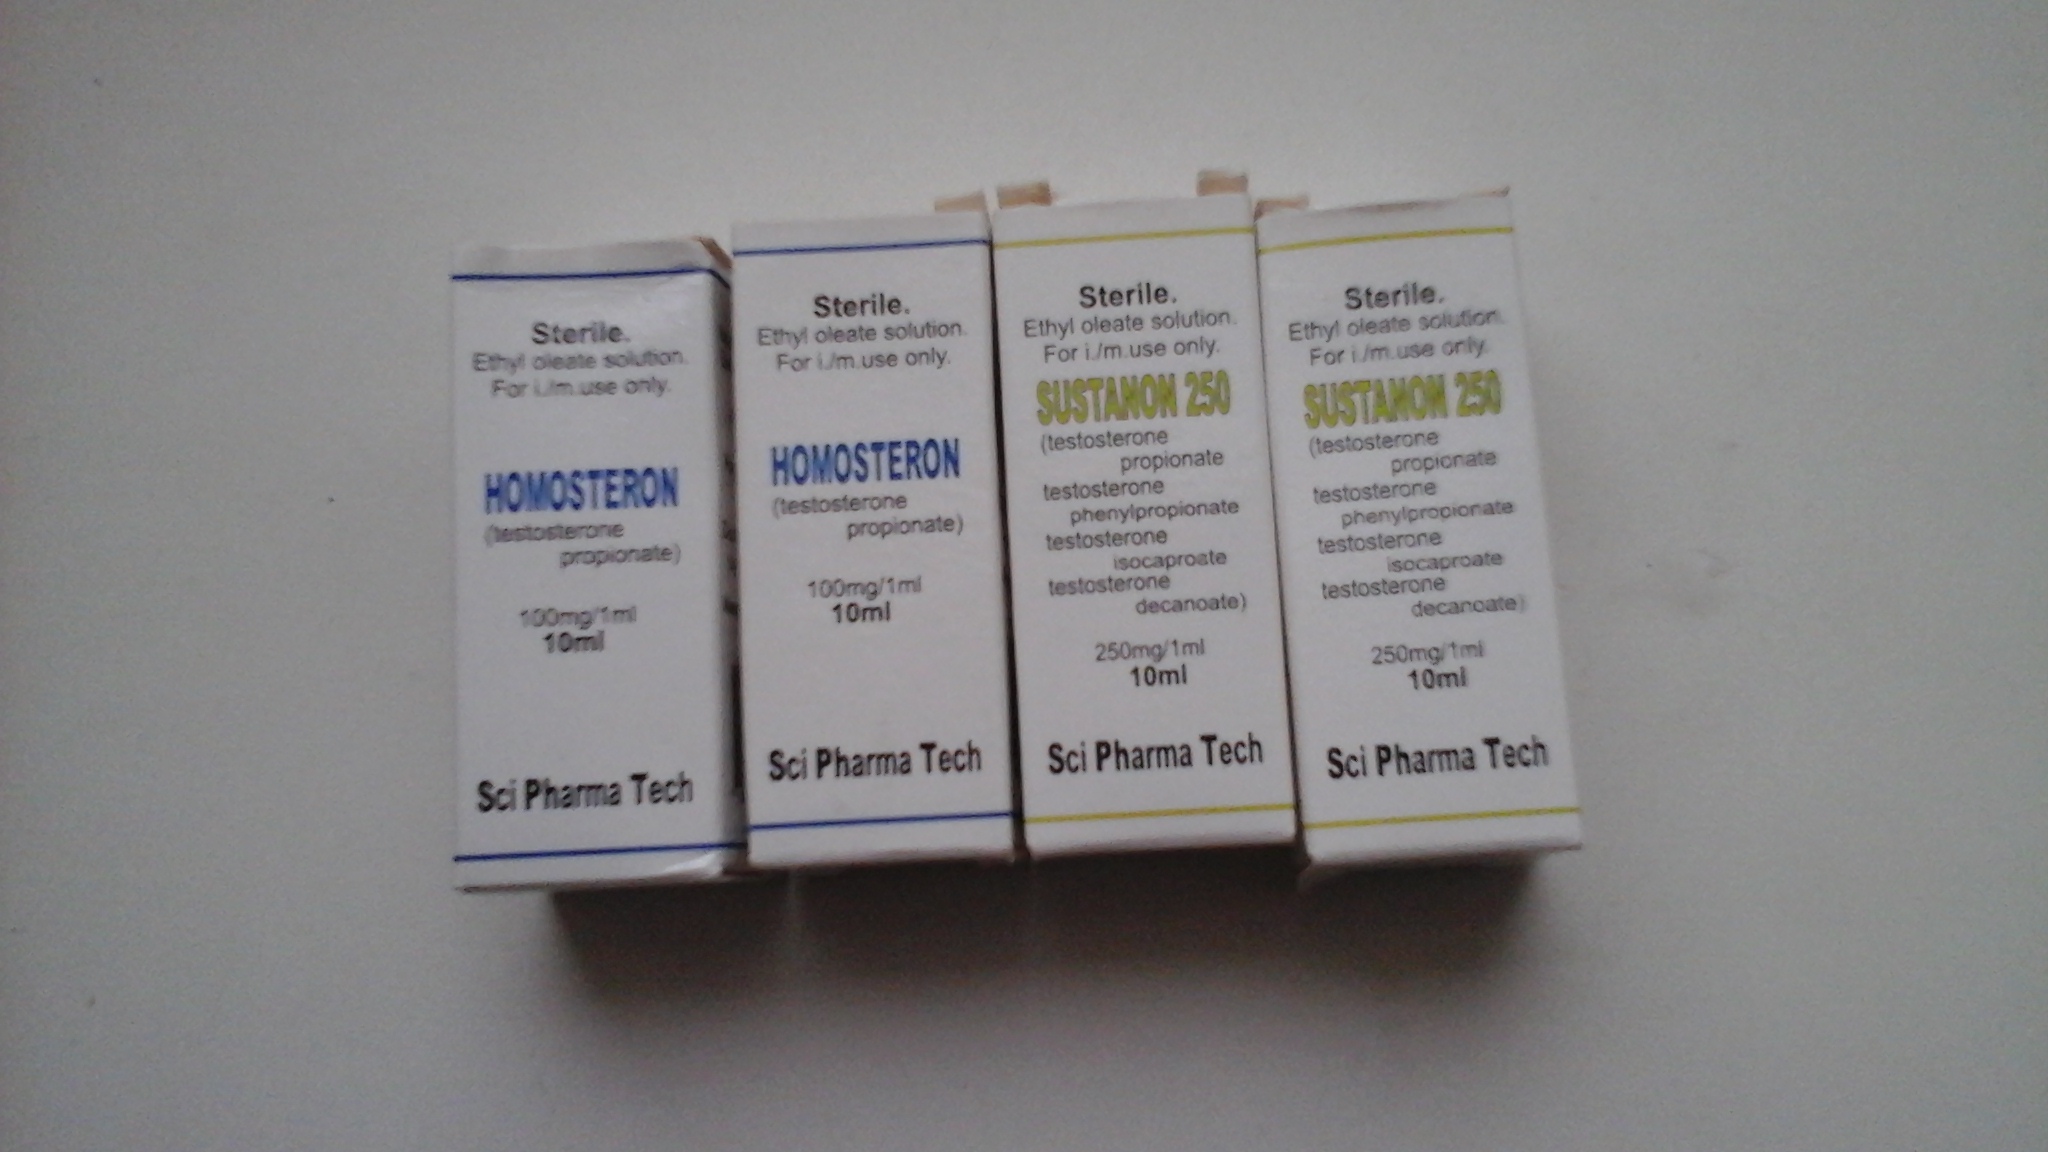 Sterile.
Ethyl oleate solution.
For i./m.use only.
HOMOSTERON
(testosterone
propionate)
100mg/1ml
10ml
Sci Pharma Tech
Sterile.
Ethyl oleate solution.
For i./m.use only.
HOMOSTERON
(testosterone
propionate)
100mg/1ml
10ml
Sci Pharma Tech
Sterile.
Ethyl oleate solution.
For i./m.use only.
SUSTANON 250
(testosterone
propionate
testosterone
phenylpropionate
testosterone
isocaproate
testosterone
decanoate)
250mg/1ml
10ml
Sci Pharma Tech
Sterile.
Ethyl oleate solution.
For i./m.use only.
SUSTANON 250
(testosterone
propionate
testosterone
phenylpropionate
testosterone
isocaproate
testosterone
decanoate)
250mg/1ml
10ml
Sci Pharma Tech